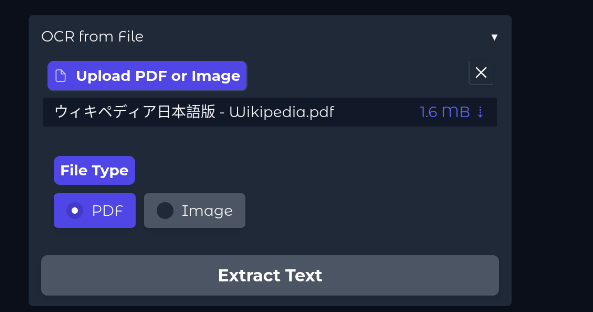 OCR from File
Upload PDF or Image
ウィキペディア日本語版 - Wikipedia.pdf 1.6 MB ⇣
File Type
PDF Image
Extract Text